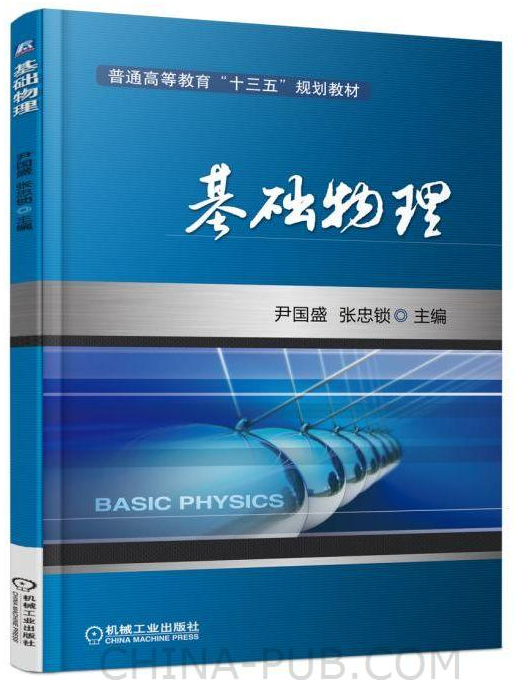 普通高等教育“十三五”规划教材
基础物理
尹国盛 张忠锁◎主编
BASIC PHYSICS
机械工业出版社
CHINA MACHINE PRESS
基础物理
尹国盛 张忠锁◎主编
机械工业出版社
CHINA MACHINE PRESS
CHINA-PUB.COM